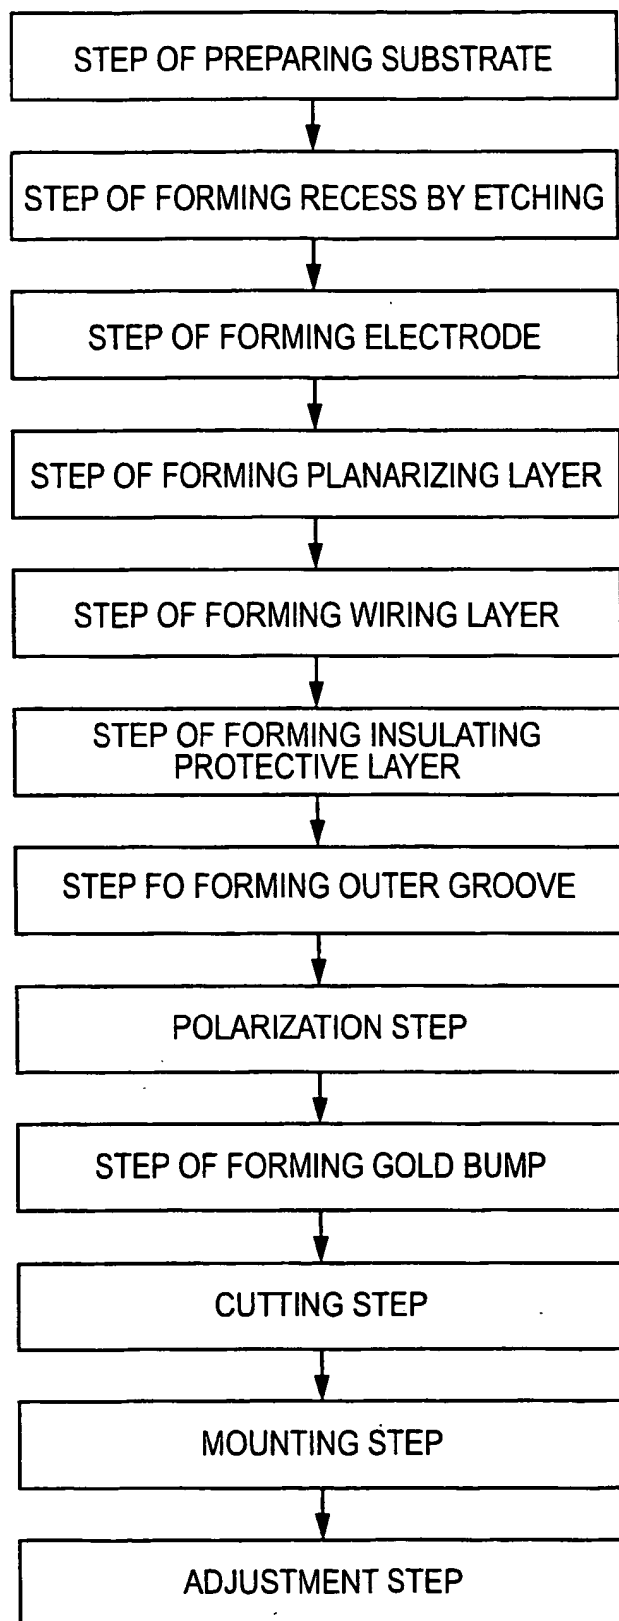 STEP OF PREPARING SUBSTRATE
STEP OF FORMING RECESS BY ETCHING
STEP OF FORMING ELECTRODE
STEP OF FORMING PLANARIZING LAYER
STEP OF FORMING WIRING LAYER
STEP OF FORMING INSULATING
PROTECTIVE LAYER
STEP FO FORMING OUTER GROOVE
POLARIZATION STEP
STEP OF FORMING GOLD BUMP
CUTTING STEP
MOUNTING STEP
ADJUSTMENT STEP